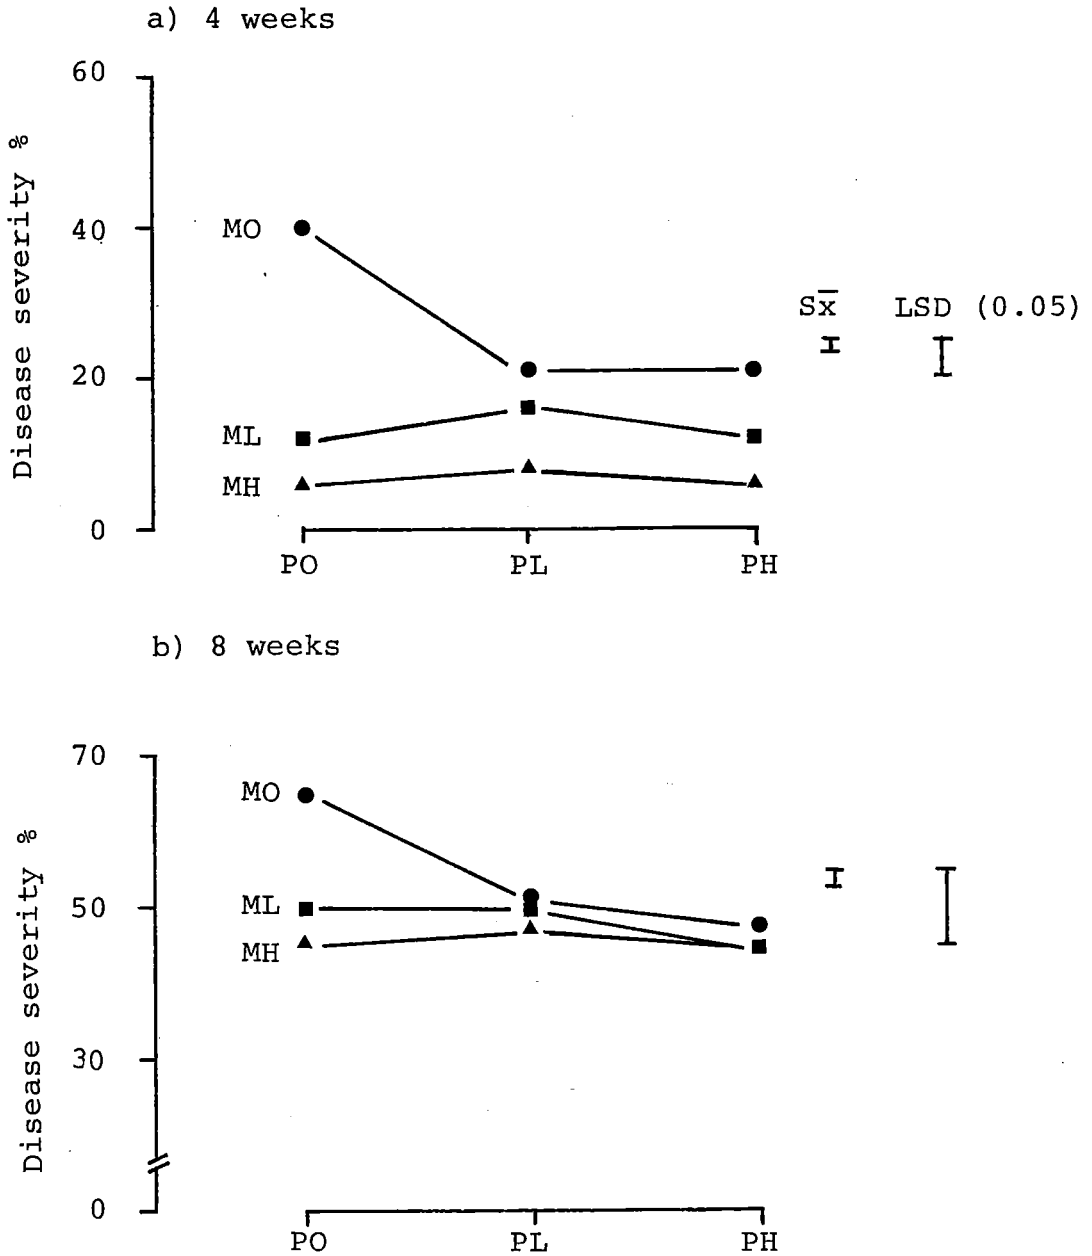 a) 4 weeks
60
40
20
0
Disease severity %
MO
ML
MH
Sx̅ LSD (0.05)
PO PL PH
b) 8 weeks
70
50
30
0
Disease severity %
MO
ML
MH
PO PL PH